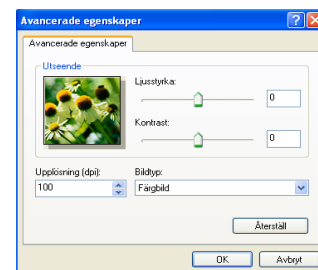 Avancerade egenskaper
Avancerade egenskaper
Utseende
Ljusstyrka:
0
Kontrast:
0
Upplösning (dpi):
Bildtyp:
100
Färgbild
Återställ
OK
Avbryt